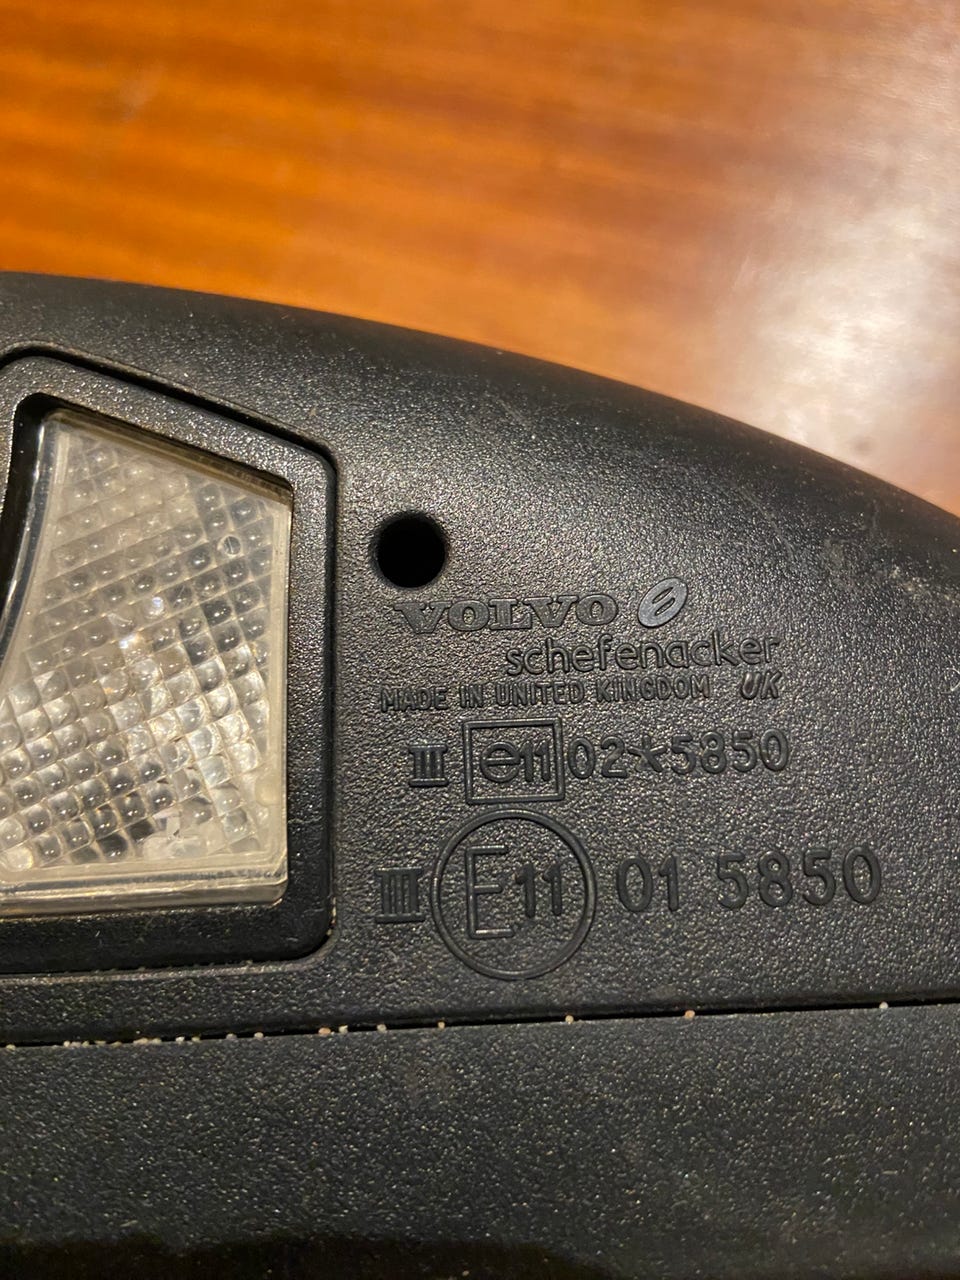 VOLVO
schefenacker
MADE IN UNITED KINGDOM UK
III e11 02*5850
III E11 01 5850